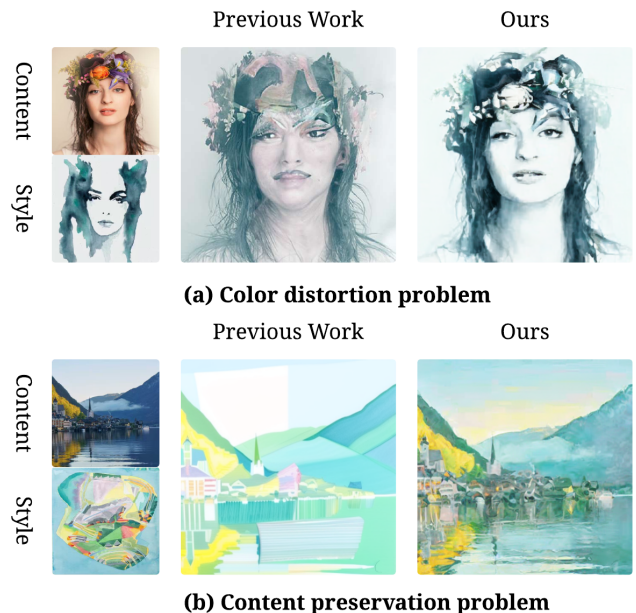 Previous Work
Ours
Content
Style
(a) Color distortion problem
Previous Work
Ours
Content
Style
(b) Content preservation problem